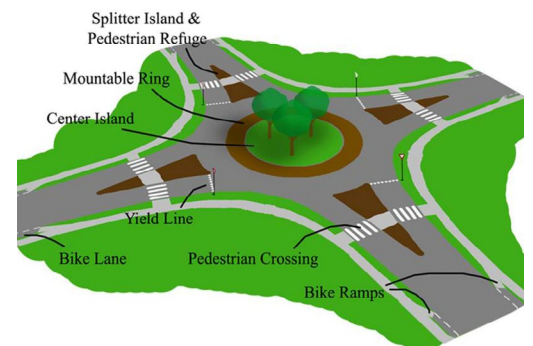 Splitter Island &
Pedestrian Refuge
Mountable Ring
Center Island
Yield Line
Bike Lane
Pedestrian Crossing
Bike Ramps